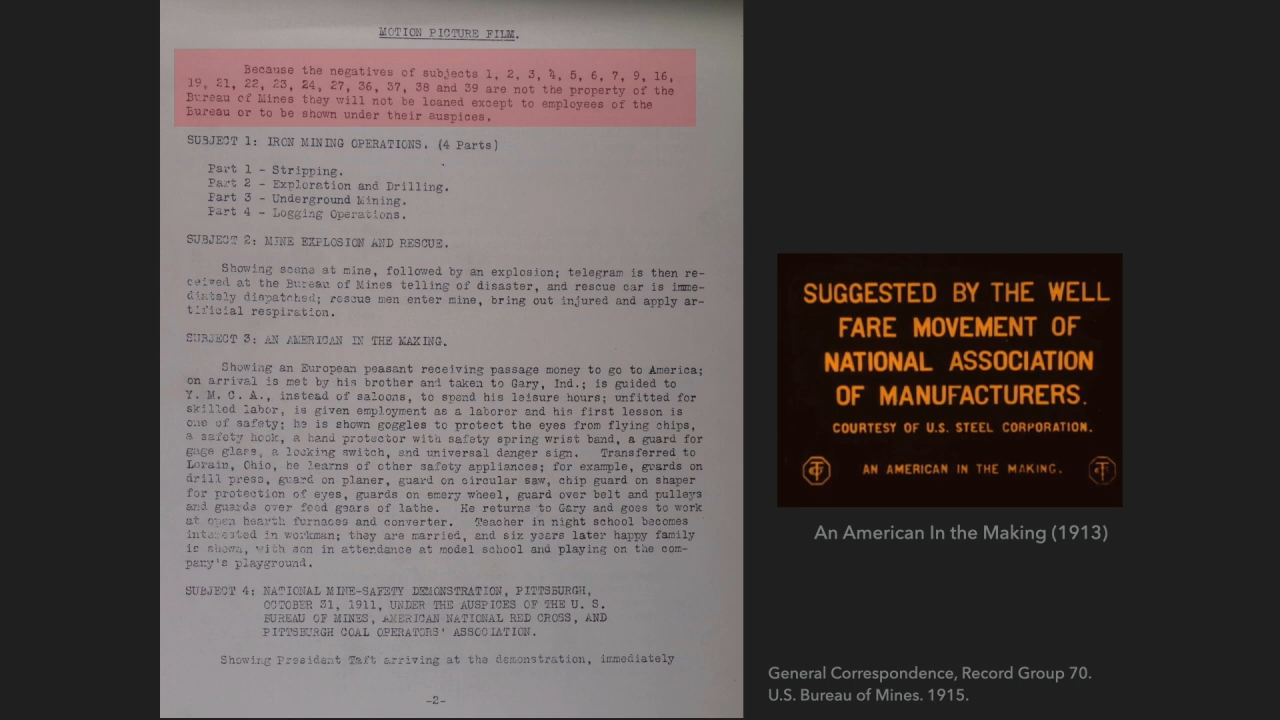 MOTION PICTURE FILM.
Because the negatives of subjects 1, 2, 3, 4, 5, 6, 7, 9, 16,
19, 21, 22, 23, 24, 27, 36, 37, 38 and 39 are not the property of the
Bureau of Mines they will not be loaned except to employees of the
Bureau or to be shown under their auspices.
SUBJECT 1: IRON MINING OPERATIONS. (4 Parts)
Part 1 - Stripping.
Part 2 - Exploration and Drilling.
Part 3 - Underground Mining.
Part 4 - Logging Operations.
SUBJECT 2: MINE EXPLOSION AND RESCUE.
Showing scene at mine, followed by an explosion; telegram is then re-
ceived at the Bureau of Mines telling of disaster, and rescue car is imme-
diately dispatched; rescue men enter mine, bring out injured and apply ar-
tificial respiration.
SUBJECT 3: AN AMERICAN IN THE MAKING.
Showing an European peasant receiving passage money to go to America;
on arrival is met by his brother and taken to Gary, Ind.; is guided to
Y. M. C. A., instead of saloons, to spend his leisure hours; unfitted for
skilled labor, is given employment as a laborer and his first lesson is
one of safety; he is shown goggles to protect the eyes from flying chips,
a safety hook, a hand protector with safety spring wrist band, a guard for
gage glass, a locking switch, and universal danger sign. Transferred to
Lorain, Ohio, he learns of other safety appliances; for example, guards on
drill press, guard on planer, guard on circular saw, chip guard on shaper
for protection of eyes, guards on emery wheel, guard over belt and pulleys
and guards over feed gears of lathe. He returns to Gary and goes to work
at open hearth furnaces and converter. Teacher in night school becomes
interested in workman; they are married, and six years later happy family
is shown, with son in attendance at model school and playing on the com-
pany's playground.
SUBJECT 4: NATIONAL MINE-SAFETY DEMONSTRATION, PITTSBURGH,
OCTOBER 31, 1911, UNDER THE AUSPICES OF THE U. S.
BUREAU OF MINES, AMERICAN NATIONAL RED CROSS, AND
PITTSBURGH COAL OPERATORS' ASSOCIATION.
Showing President Taft arriving at the demonstration, immediately
-2-
SUGGESTED BY THE WELL
FARE MOVEMENT OF
NATIONAL ASSOCIATION
OF MANUFACTURERS.
COURTESY OF U.S. STEEL CORPORATION.
AN AMERICAN IN THE MAKING.
An American In the Making (1913)
General Correspondence, Record Group 70.
U.S. Bureau of Mines. 1915.